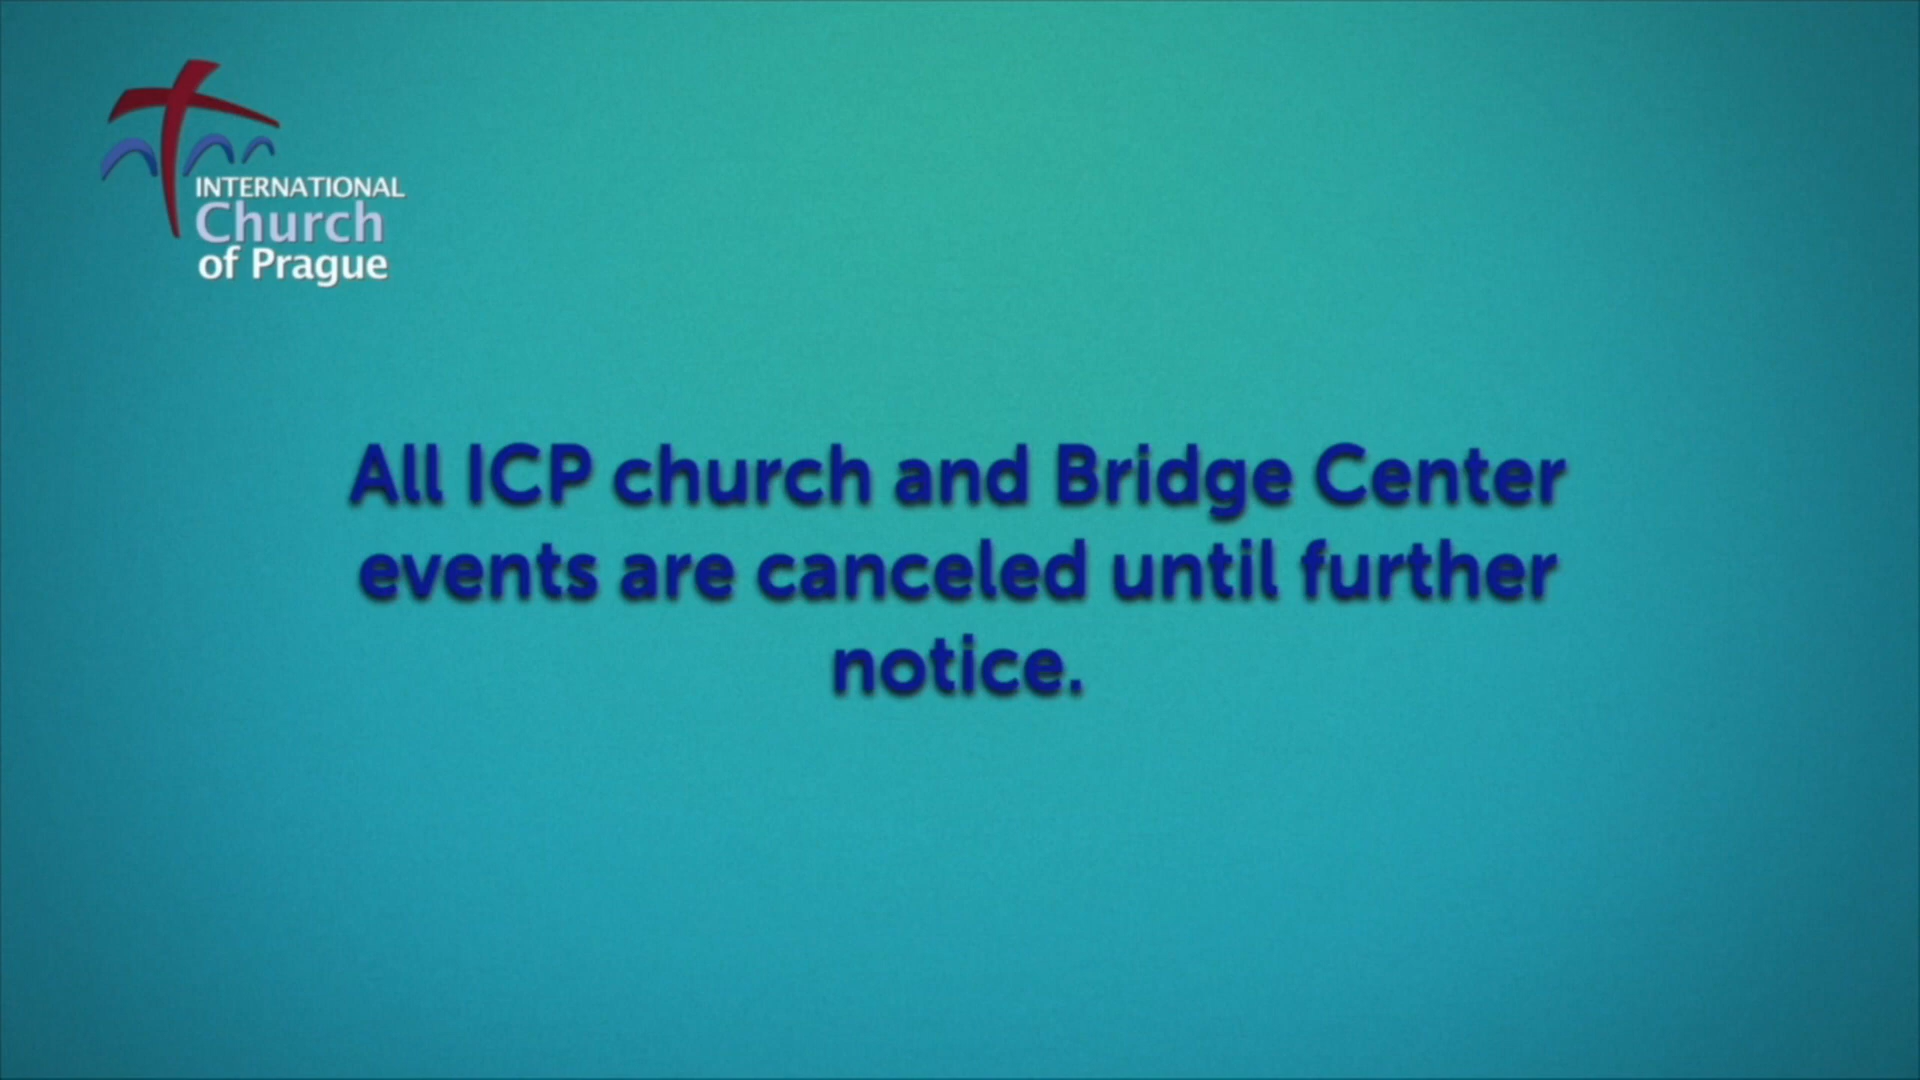 INTERNATIONAL
Church
of Prague
All ICP church and Bridge Center
events are canceled until further
notice.